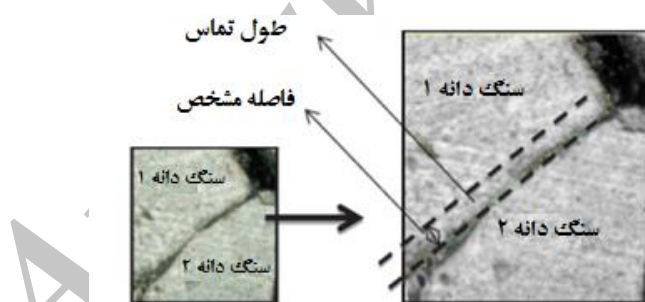 طول تماس
فاصله مشخص
سنگ دانه ۱
سنگ دانه ۲
سنگ دانه ۱
سنگ دانه ۲